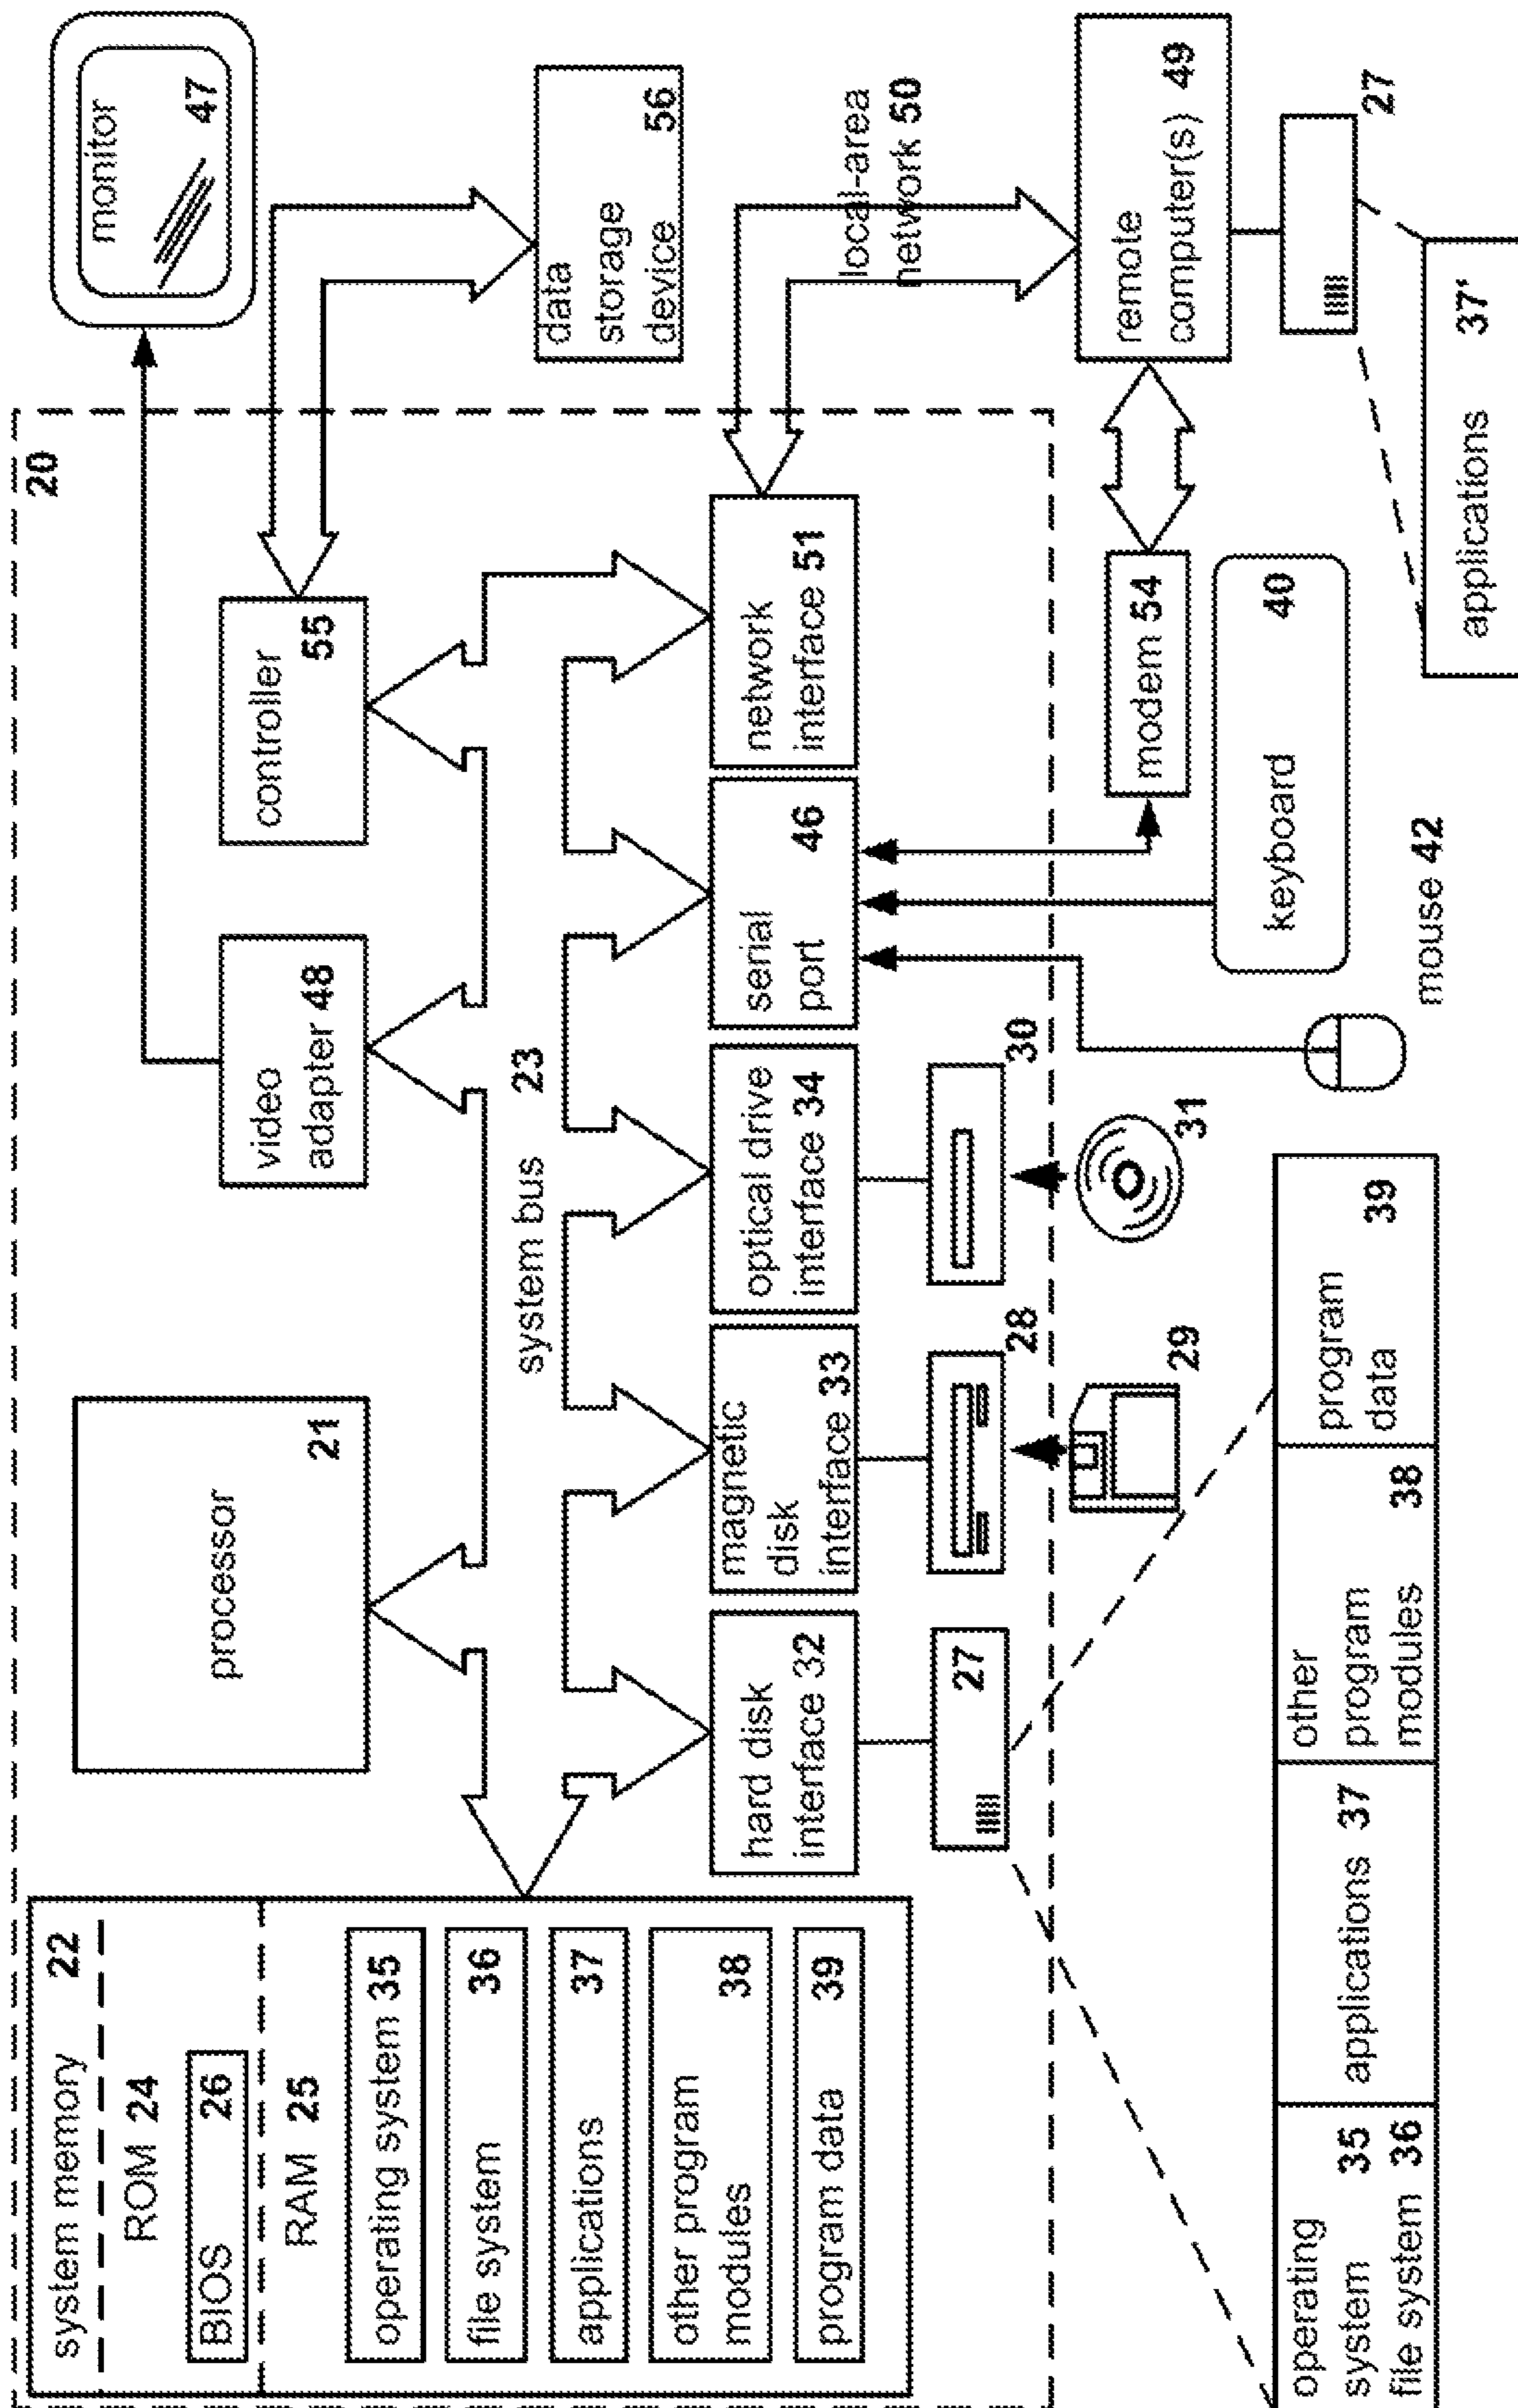 system memory 22
ROM 24
BIOS 26
RAM 25
operating system 35
file system 36
applications 37
other program
modules 38
program data 39
processor
21
20
video
adapter 48
controller
55
monitor
47
data
storage
device 56
system bus 23
hard disk
interface 32
magnetic
disk
interface 33
optical drive
interface 34
serial
port 46
network
interface 51
local-area
network 50
27
28
30
29
31
modem 54
remote
computer(s) 49
keyboard 40
mouse 42
27
operating
system 35
file system 36
applications 37
other
program
modules 38
program
data 39
applications 37'